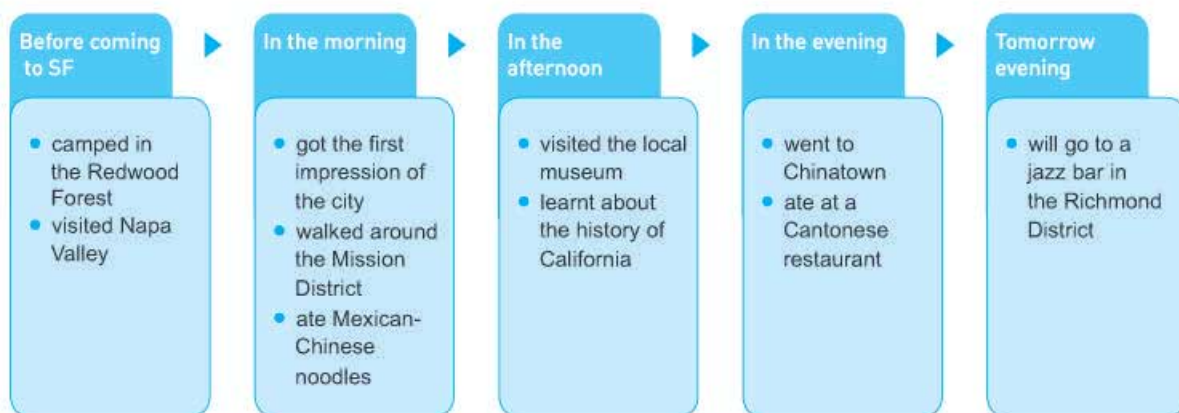 Before coming
to SF
camped in
the Redwood
Forest
visited Napa
Valley
In the morning
got the first
impression of
the city
walked around
the Mission
District
ate Mexican-
Chinese
noodles
In the
afternoon
visited the local
museum
learnt about
the history of
California
In the evening
went to
Chinatown
ate at a
Cantonese
restaurant
Tomorrow
evening
will go to a
jazz bar in
the Richmond
District